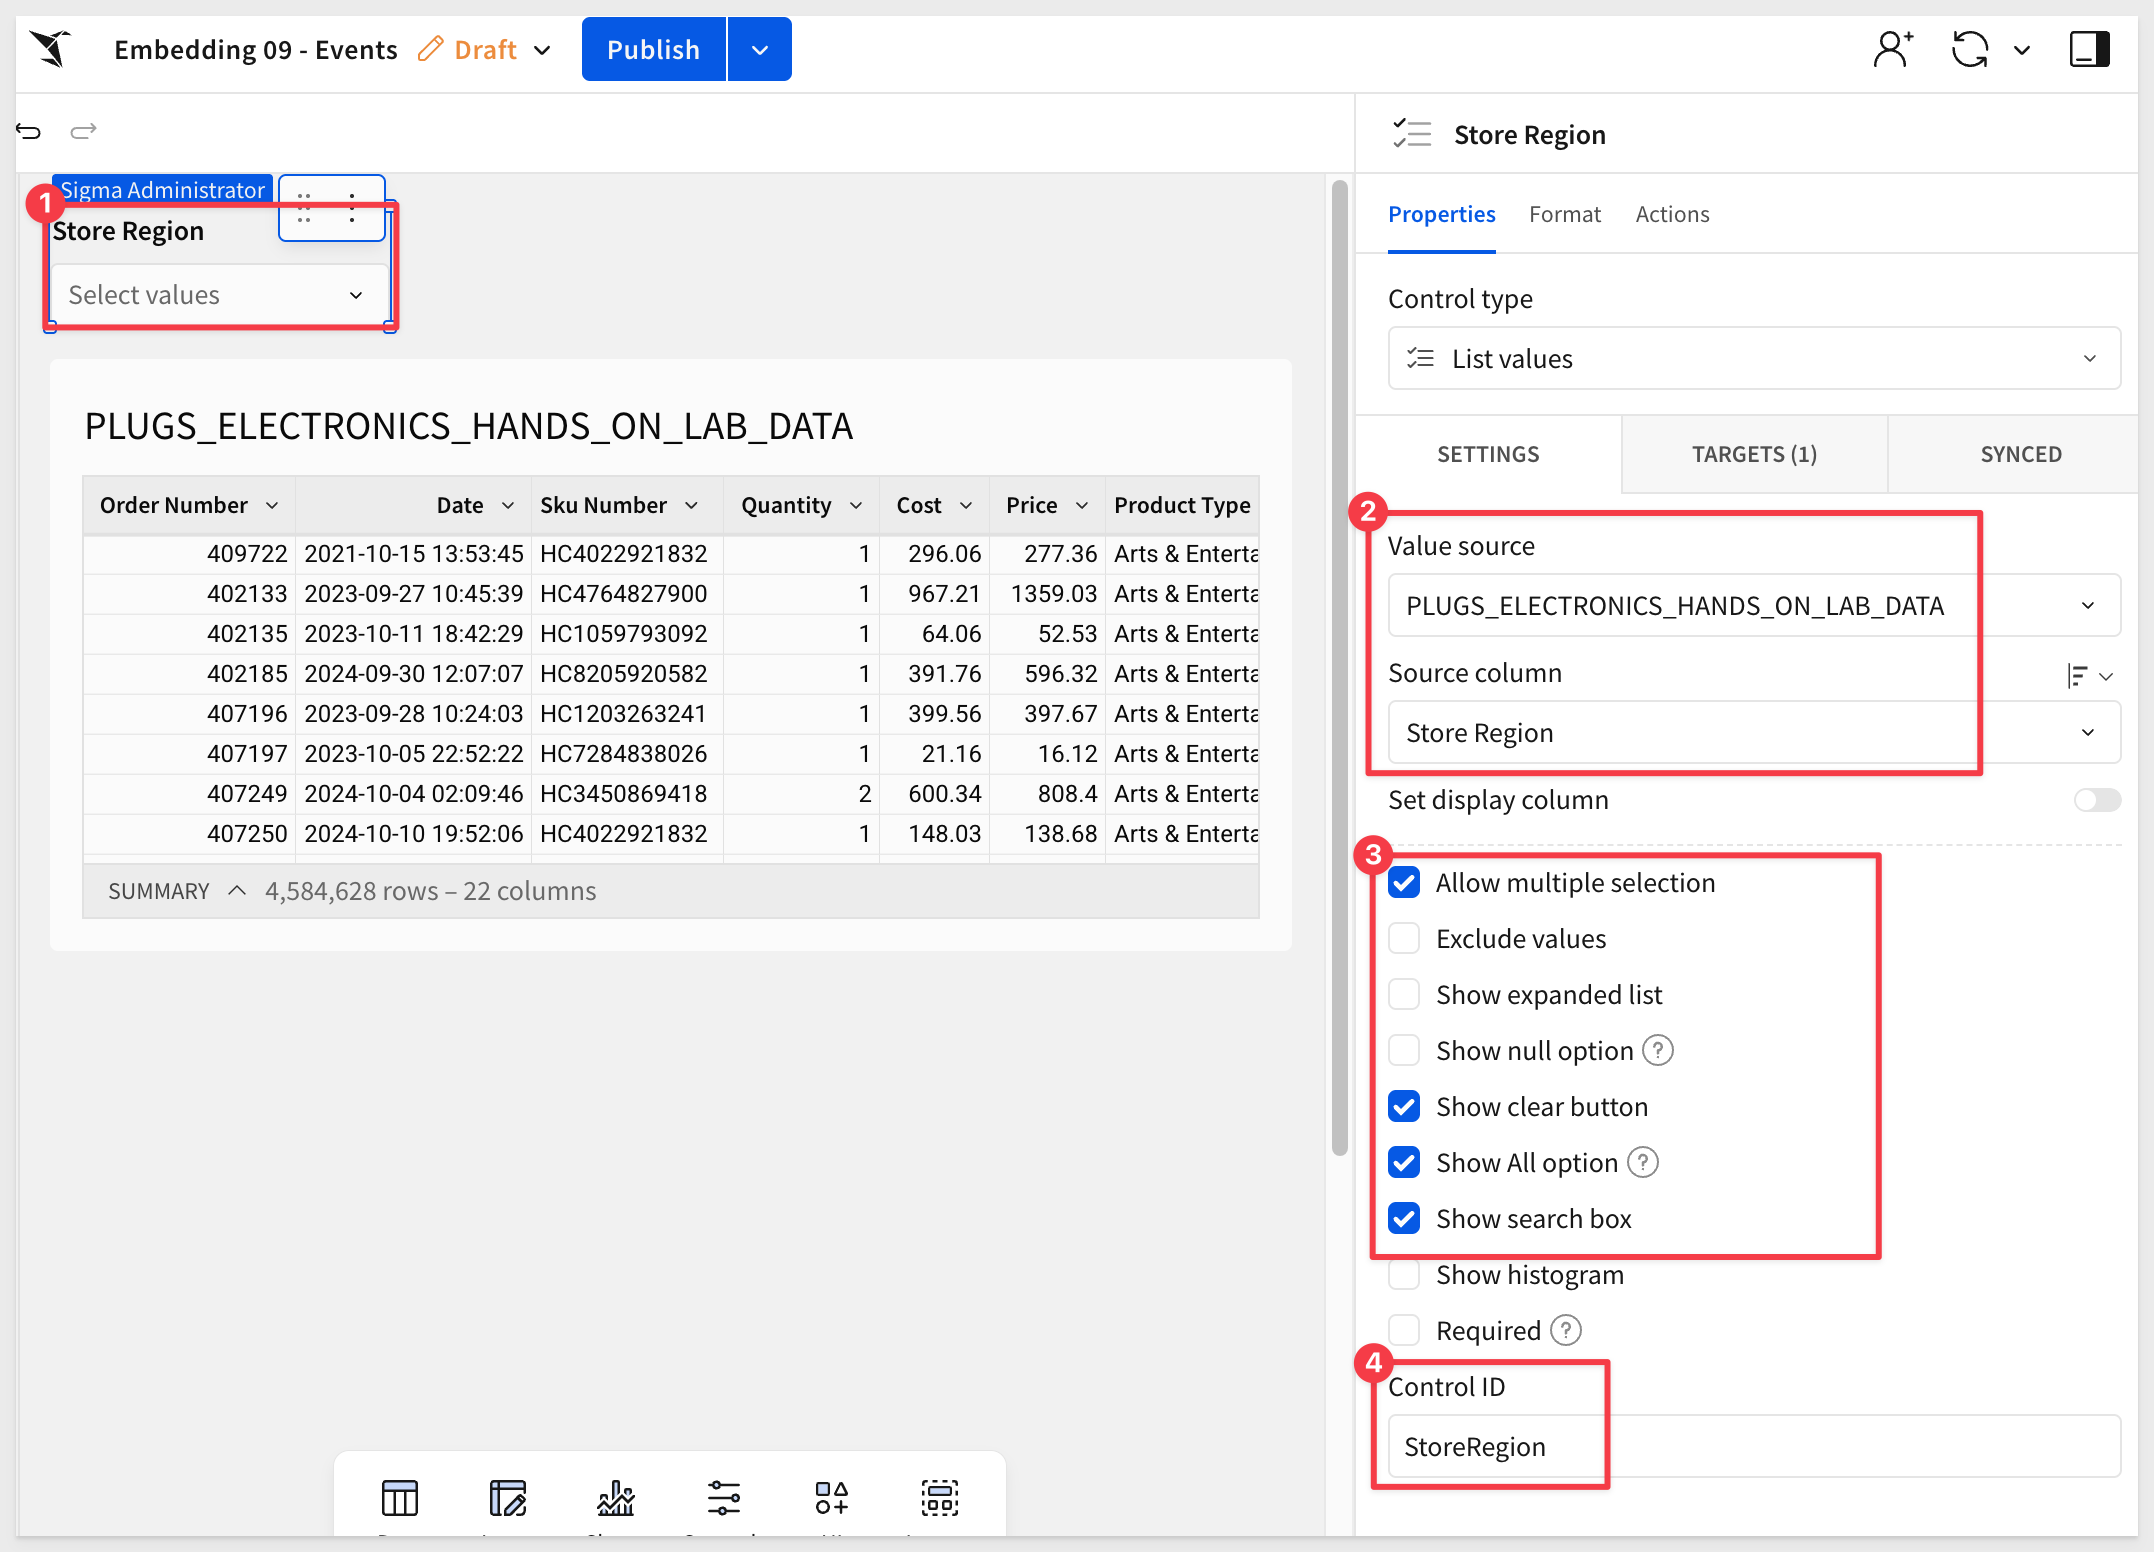 Embedding 09 - Events Draft Publish
Store Region
Sigma Administrator
1
Store Region
Select values
Properties Format Actions
Control type
List values
SETTINGS TARGETS (1) SYNCED
PLUGS_ELECTRONICS_HANDS_ON_LAB_DATA
Order Number Date Sku Number Quantity Cost Price Product Type
409722 2021-10-15 13:53:45 HC4022921832 1 296.06 277.36 Arts & Enterta
402133 2023-09-27 10:45:39 HC4764827900 1 967.21 1359.03 Arts & Enterta
402135 2023-10-11 18:42:29 HC1059793092 1 64.06 52.53 Arts & Enterta
402185 2024-09-30 12:07:07 HC8205920582 1 391.76 596.32 Arts & Enterta
407196 2023-09-28 10:24:03 HC1203263241 1 399.56 397.67 Arts & Enterta
407197 2023-10-05 22:52:22 HC7284838026 1 21.16 16.12 Arts & Enterta
407249 2024-10-04 02:09:46 HC3450869418 2 600.34 808.4 Arts & Enterta
407250 2024-10-10 19:52:06 HC4022921832 1 148.03 138.68 Arts & Enterta
SUMMARY 4,584,628 rows – 22 columns
2
Value source
PLUGS_ELECTRONICS_HANDS_ON_LAB_DATA
Source column
Store Region
Set display column
3
Allow multiple selection
Exclude values
Show expanded list
Show null option ?
Show clear button
Show All option ?
Show search box
Show histogram
Required ?
4
Control ID
StoreRegion